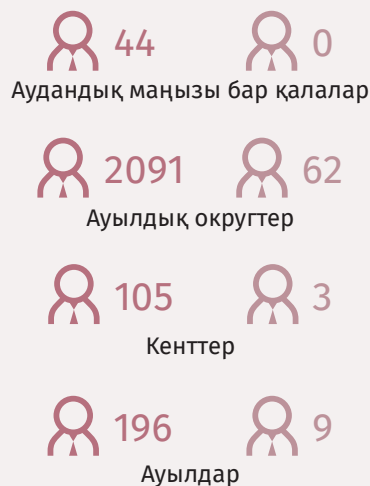 44 0
Аудандық маңызы бар қалалар
2091 62
Ауылдық округтер
105 3
Кенттер
196 9
Ауылдар